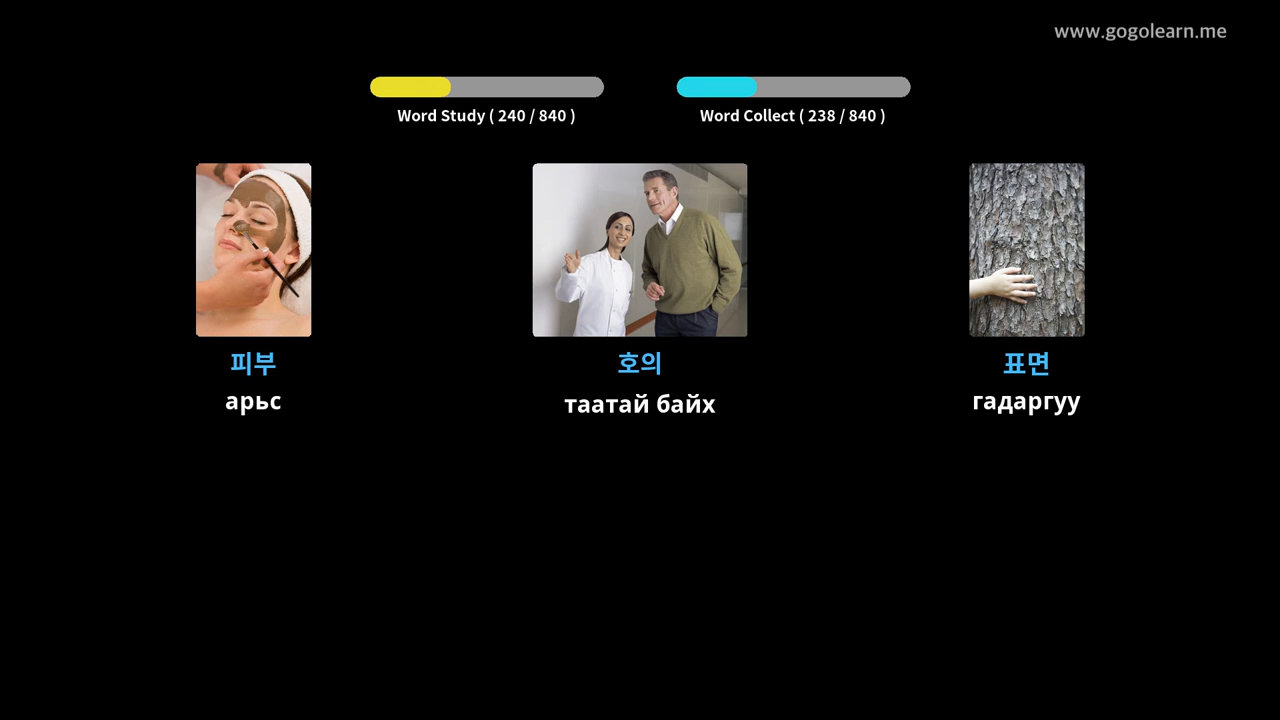 www.gogolearn.me
Word Study ( 240 / 840 )
Word Collect ( 238 / 840 )
피부
호의
표면
арьс
таатай байх
гадаргуу